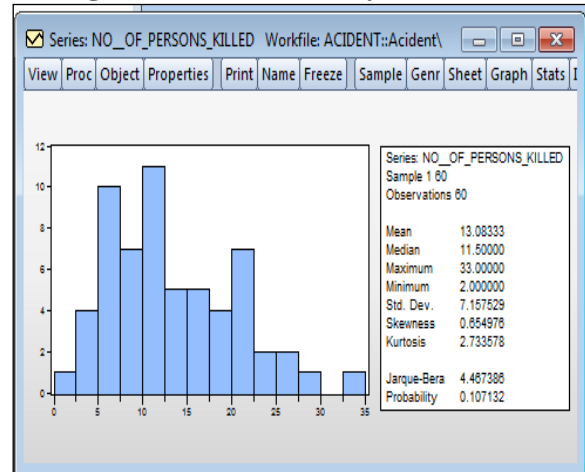 Series: NO__OF_PERSONS_KILLED Workfile: ACIDENT::Acident\
View Proc Object Properties Print Name Freeze Sample Genr Sheet Graph Stats
12
10
8
6
4
2
0
0 5 10 15 20 25 30 35
Series: NO__OF_PERSONS_KILLED
Sample 1 60
Observations 60
Mean 13.08333
Median 11.50000
Maximum 33.00000
Minimum 2.000000
Std. Dev. 7.157529
Skewness 0.654976
Kurtosis 2.733578
Jarque-Bera 4.467386
Probability 0.107132